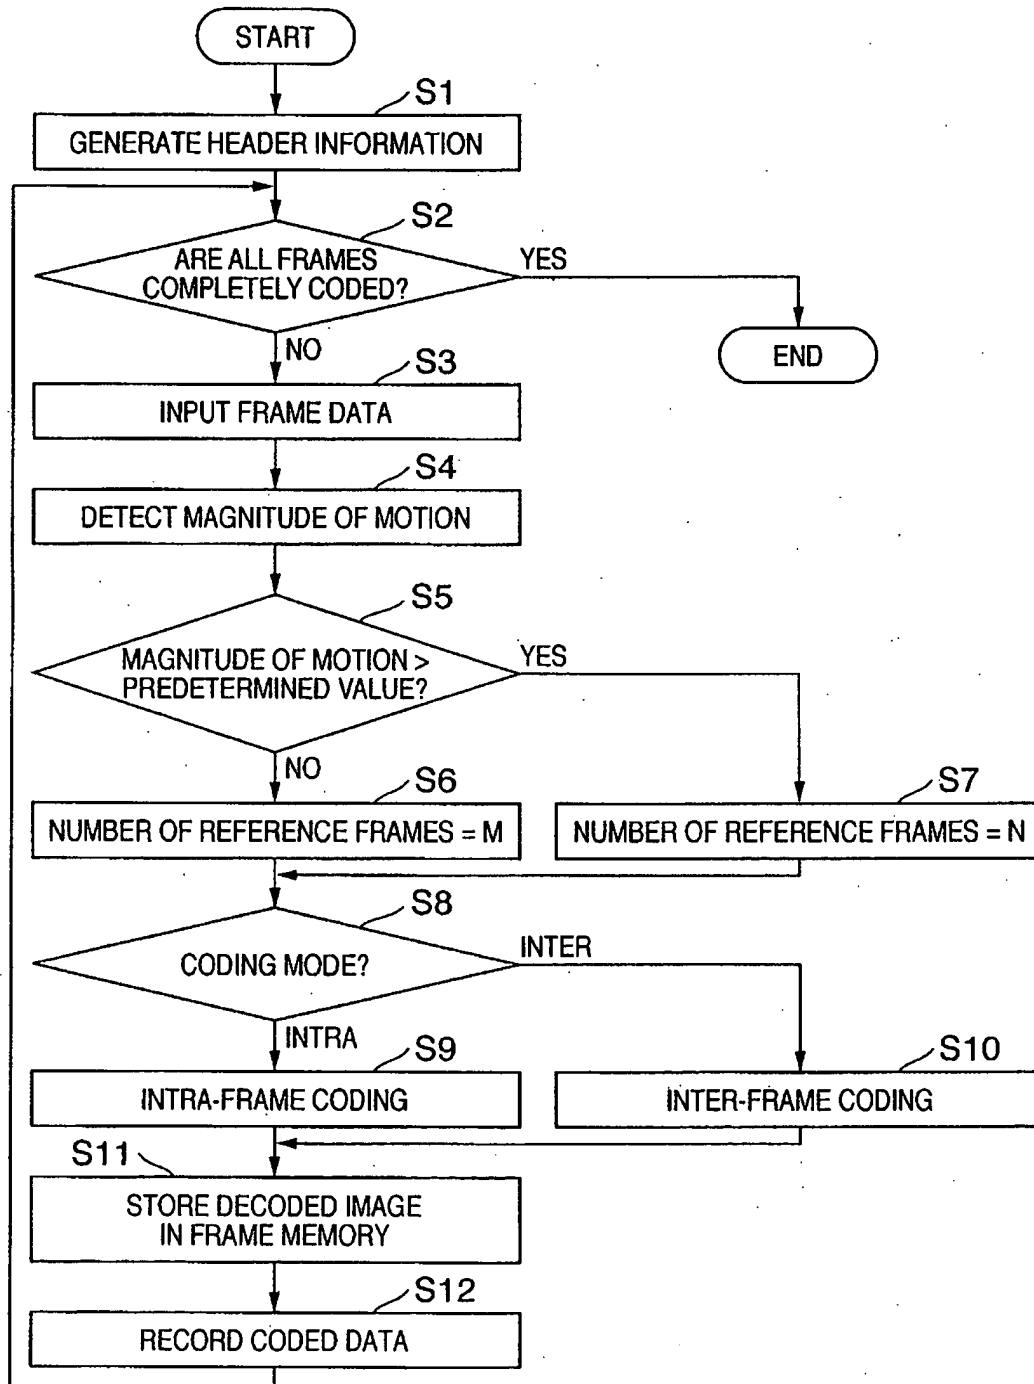 START
S1
GENERATE HEADER INFORMATION
S2
ARE ALL FRAMES
COMPLETELY CODED?
YES
END
NO
S3
INPUT FRAME DATA
S4
DETECT MAGNITUDE OF MOTION
S5
MAGNITUDE OF MOTION >
PREDETERMINED VALUE?
YES
NO
S6
NUMBER OF REFERENCE FRAMES = M
S7
NUMBER OF REFERENCE FRAMES = N
S8
CODING MODE?
INTER
INTRA
S9
INTRA-FRAME CODING
S10
INTER-FRAME CODING
S11
STORE DECODED IMAGE
IN FRAME MEMORY
S12
RECORD CODED DATA